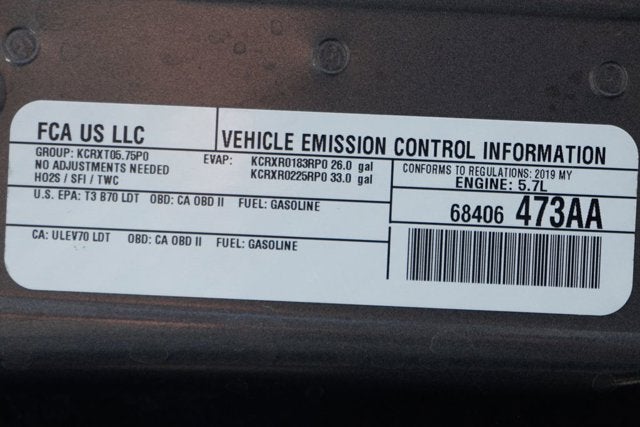 FCA US LLC
VEHICLE EMISSION CONTROL INFORMATION
GROUP: KCRXT05.75P0
NO ADJUSTMENTS NEEDED
HO2S / SFI / TWC
EVAP: KCRXR0183RP0 26.0 gal
KCRXR0225RP0 33.0 gal
CONFORMS TO REGULATIONS: 2019 MY
ENGINE: 5.7L
U.S. EPA: T3 B70 LDT OBD: CA OBD II FUEL: GASOLINE
68406 473AA
CA: ULEV70 LDT OBD: CA OBD II FUEL: GASOLINE